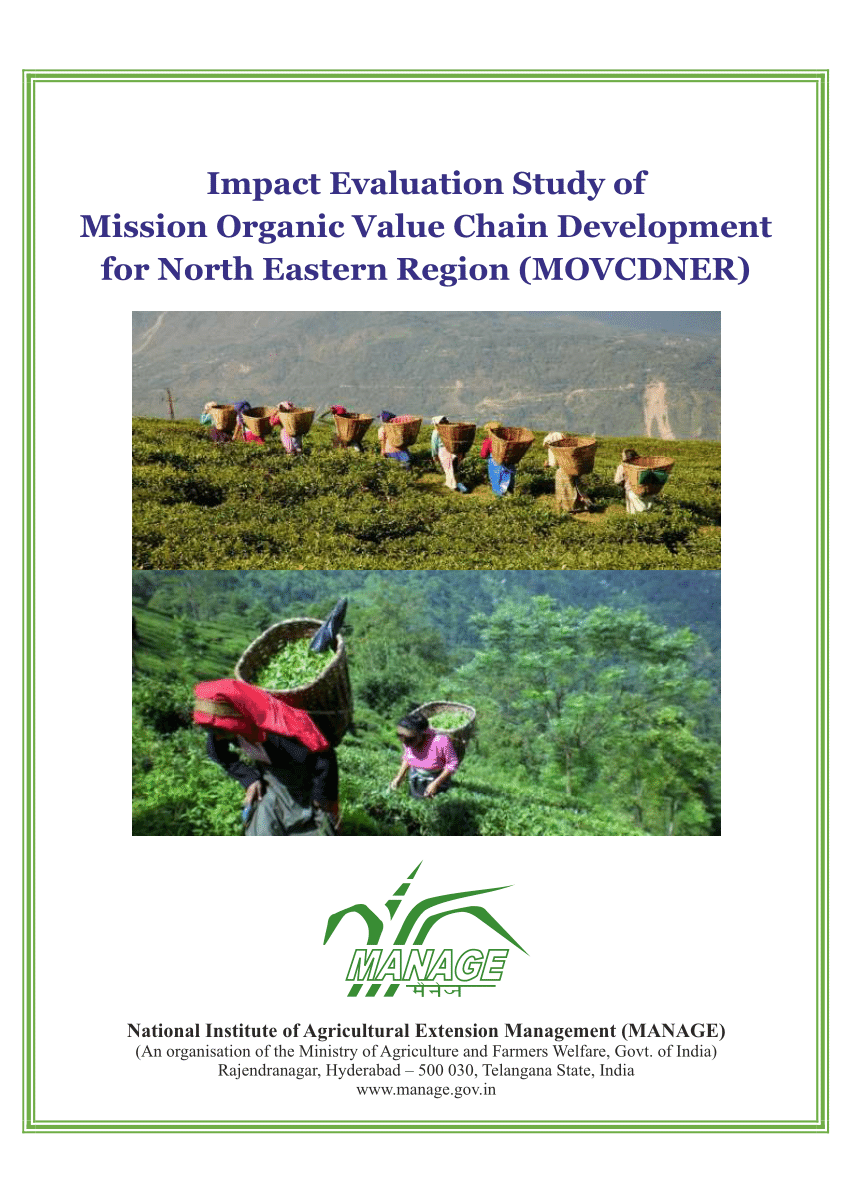 Impact Evaluation Study of
Mission Organic Value Chain Development
for North Eastern Region (MOVCDNER)
MANAGE
मैनेज
National Institute of Agricultural Extension Management (MANAGE)
(An organisation of the Ministry of Agriculture and Farmers Welfare, Govt. of India)
Rajendranagar, Hyderabad – 500 030, Telangana State, India
www.manage.gov.in